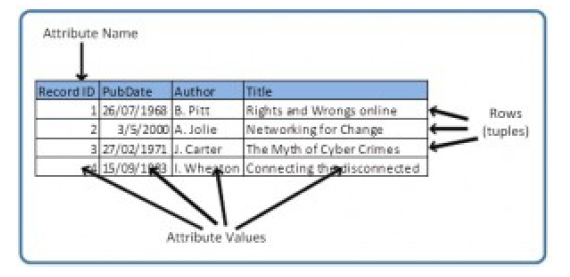 Attribute Name
Record ID PubDate Author Title
1 26/07/1968 B. Pitt Rights and Wrongs online
2 3/5/2000 A. Jolie Networking for Change
3 27/02/1971 J. Carter The Myth of Cyber Crimes
4 15/09/1983 I. Wheaton Connecting the disconnected
Rows
(tuples)
Attribute Values